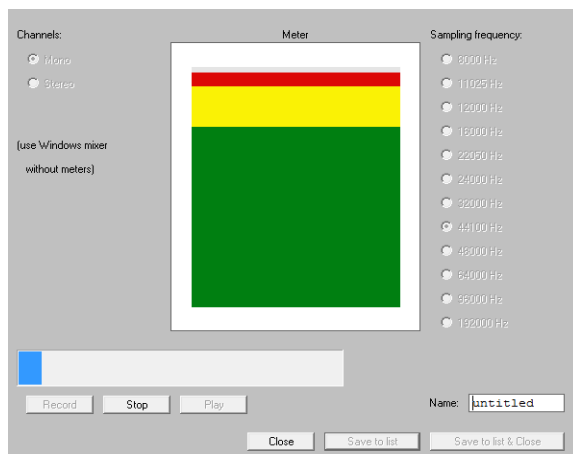 Channels:
Meter
Sampling frequency:
Mono
Stereo
(use Windows mixer
without meters)
8000 Hz
11025 Hz
12000 Hz
16000 Hz
22050 Hz
24000 Hz
32000 Hz
44100 Hz
48000 Hz
64000 Hz
96000 Hz
192000 Hz
Record
Stop
Play
Name:
untitled
Close
Save to list
Save to list & Close